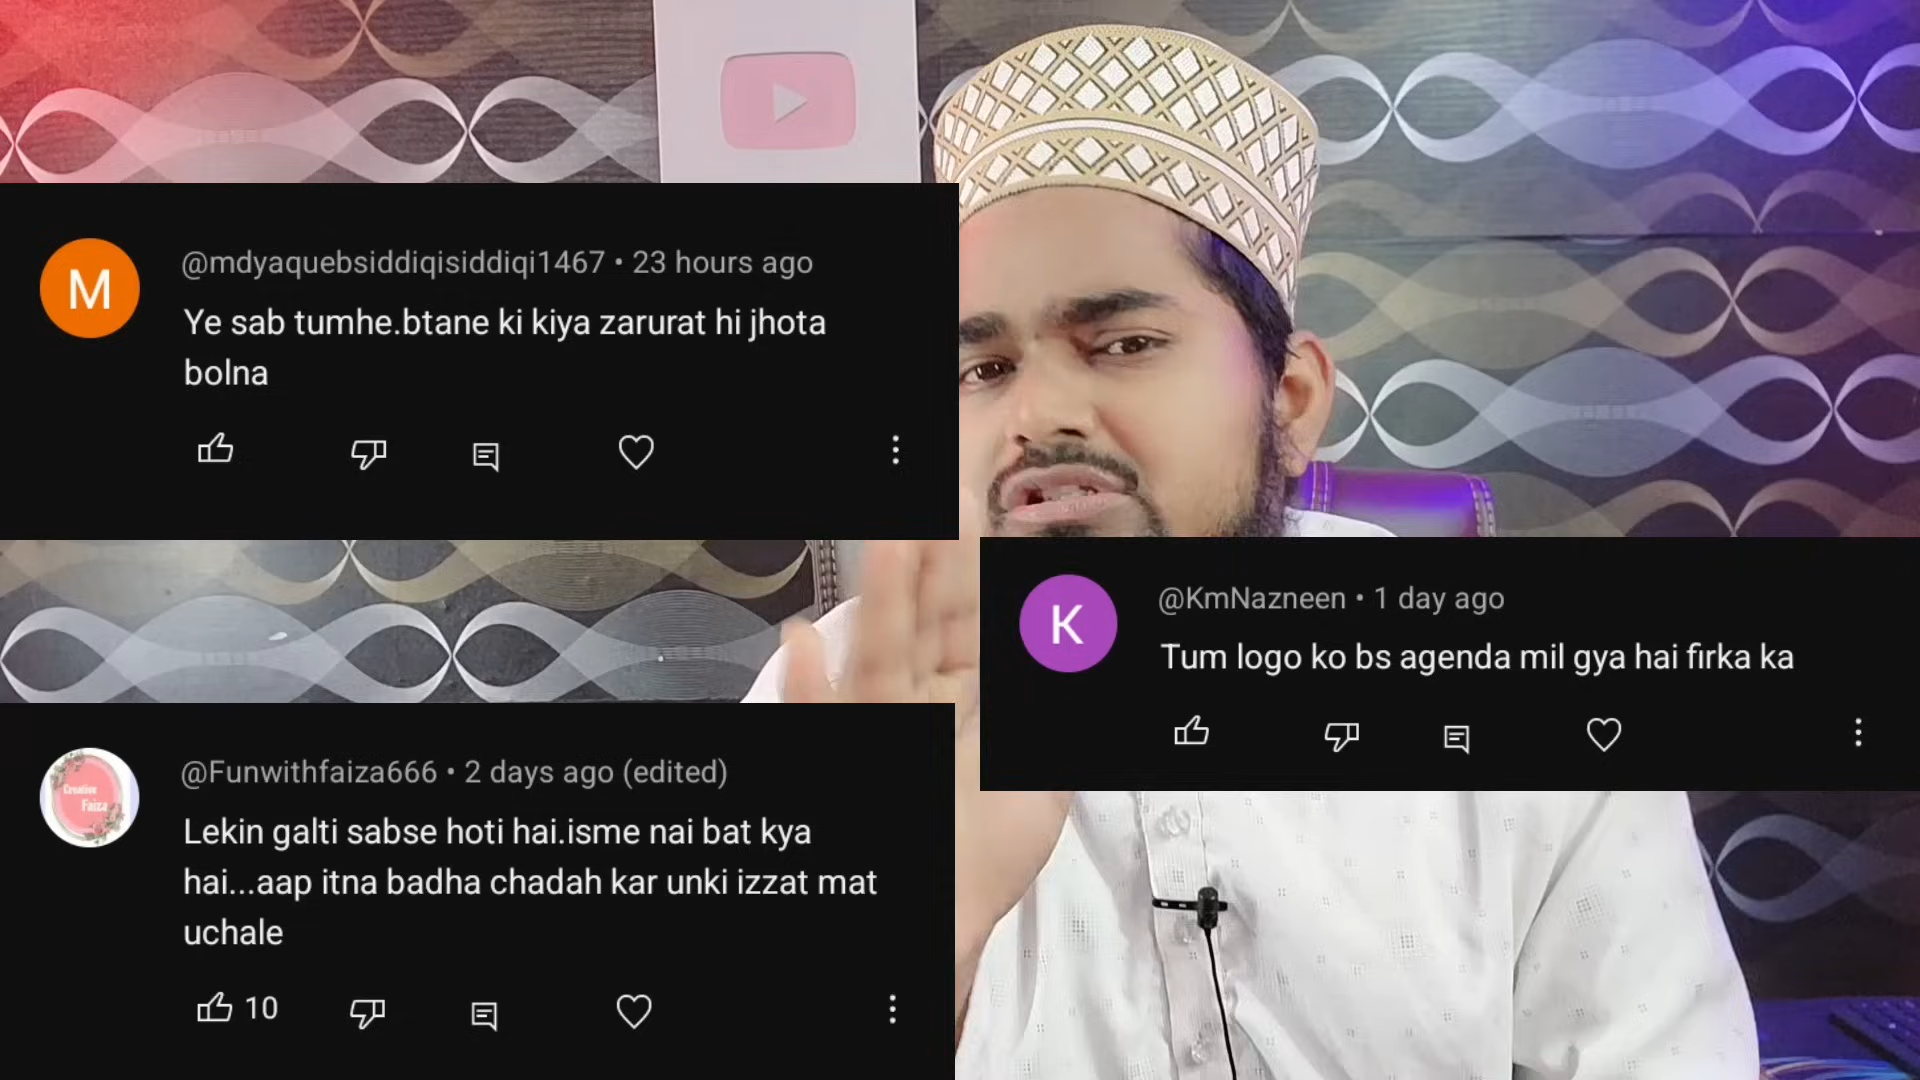 M
@mdyaquebsiddiqisiddiqi1467 • 23 hours ago
Ye sab tumhe.btane ki kiya zarurat hi jhota
bolna
K
@KmNazneen • 1 day ago
Tum logo ko bs agenda mil gya hai firka ka
Creative
Faiza
@Funwithfaiza666 • 2 days ago (edited)
Lekin galti sabse hoti hai.isme nai bat kya
hai...aap itna badha chadah kar unki izzat mat
uchale
10